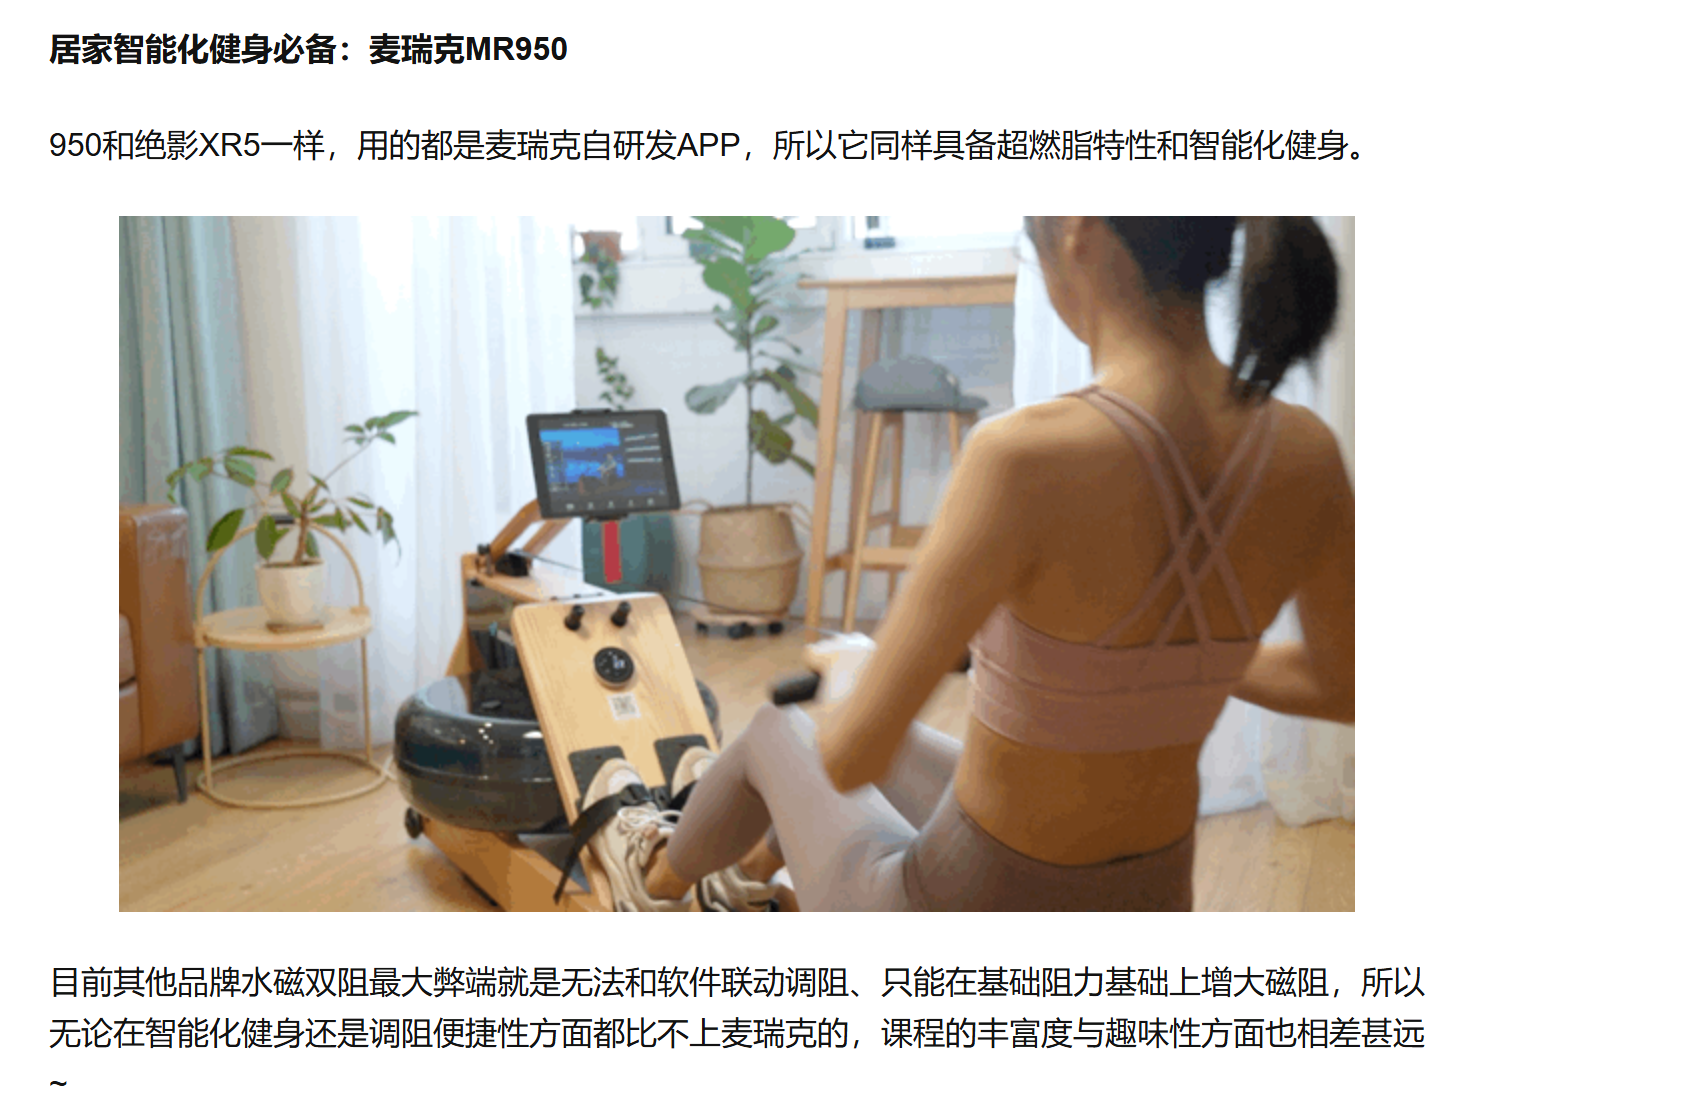 居家智能化健身必备：麦瑞克MR950
950和绝影XR5一样，用的都是麦瑞克自研发APP，所以它同样具备超燃脂特性和智能化健身。
目前其他品牌水磁双阻最大弊端就是无法和软件联动调阻、只能在基础阻力基础上增大磁阻，所以
无论在智能化健身还是调阻便捷性方面都比不上麦瑞克的，课程的丰富度与趣味性方面也相差甚远
~